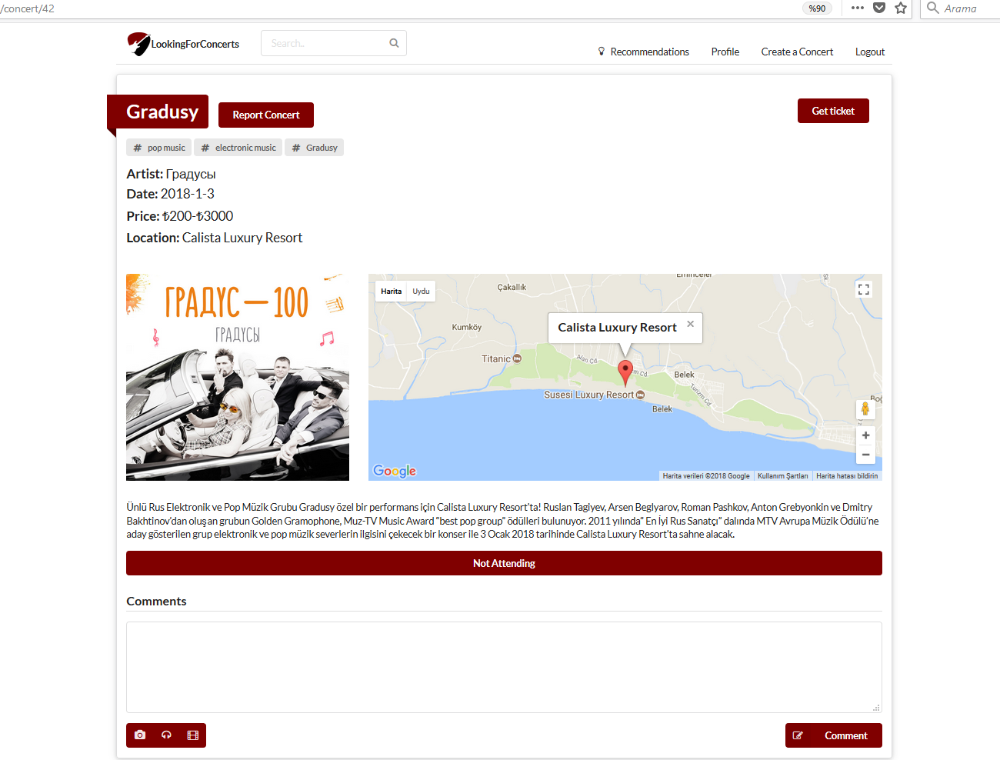 /concert/42
%90
Arama
LookingForConcerts
Search..
Recommendations
Profile
Create a Concert
Logout
Gradusy
Report Concert
Get ticket
# pop music
# electronic music
# Gradusy
Artist: Градусы
Date: 2018-1-3
Price: ₺200-₺3000
Location: Calista Luxury Resort
ГРАДУС—100
ГРАДУСЫ
Harita
Uydu
Eminceler
Çakallık
Kumköy
Titanic
Calista Luxury Resort
Alan Cd.
Belek
Susesi Luxury Resort
Turizm Cd.
Belek
Google
Harita verileri ©2018 Google
Kullanım Şartları
Harita hatası bildirin
Ünlü Rus Elektronik ve Pop Müzik Grubu Gradusy özel bir performans için Calista Luxury Resort'ta! Ruslan Tagiyev, Arsen Beglyarov, Roman Pashkov, Anton Grebyonkin ve Dmitry
Bakhtinov'dan oluşan grubun Golden Gramophone, Muz-TV Music Award “best pop group” ödülleri bulunuyor. 2011 yılında” En İyi Rus Sanatçı” dalında MTV Avrupa Müzik Ödülü'ne
aday gösterilen grup elektronik ve pop müzik severlerin ilgisini çekecek bir konser ile 3 Ocak 2018 tarihinde Calista Luxury Resort'ta sahne alacak.
Not Attending
Comments
Comment